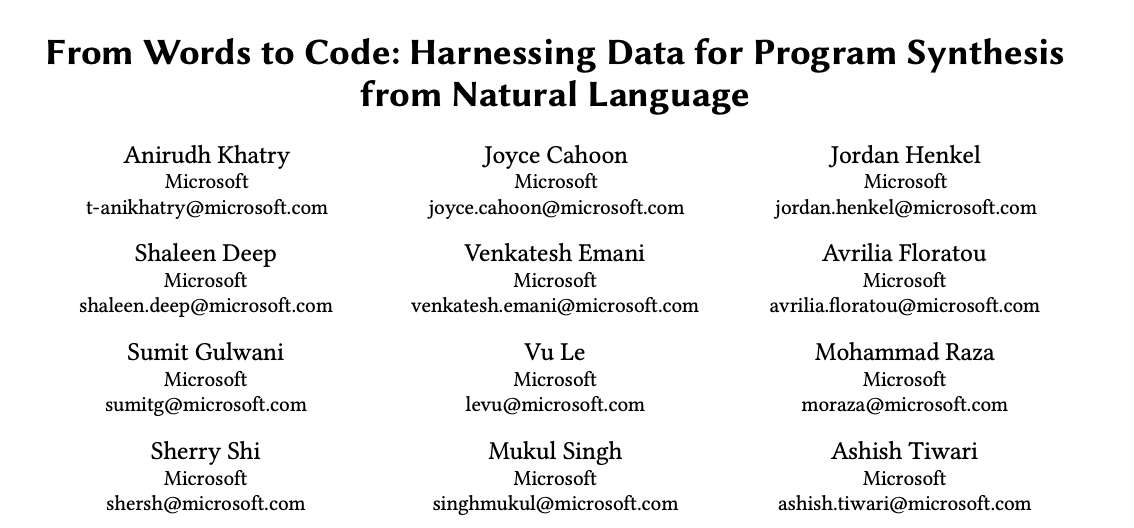 From Words to Code: Harnessing Data for Program Synthesis
from Natural Language
Anirudh Khatry
Microsoft
t-anikhatry@microsoft.com
Joyce Cahoon
Microsoft
joyce.cahoon@microsoft.com
Jordan Henkel
Microsoft
jordan.henkel@microsoft.com
Shaleen Deep
Microsoft
shaleen.deep@microsoft.com
Venkatesh Emani
Microsoft
venkatesh.emani@microsoft.com
Avrilia Floratou
Microsoft
avrilia.floratou@microsoft.com
Sumit Gulwani
Microsoft
sumitg@microsoft.com
Vu Le
Microsoft
levu@microsoft.com
Mohammad Raza
Microsoft
moraza@microsoft.com
Sherry Shi
Microsoft
shersh@microsoft.com
Mukul Singh
Microsoft
singhmukul@microsoft.com
Ashish Tiwari
Microsoft
ashish.tiwari@microsoft.com